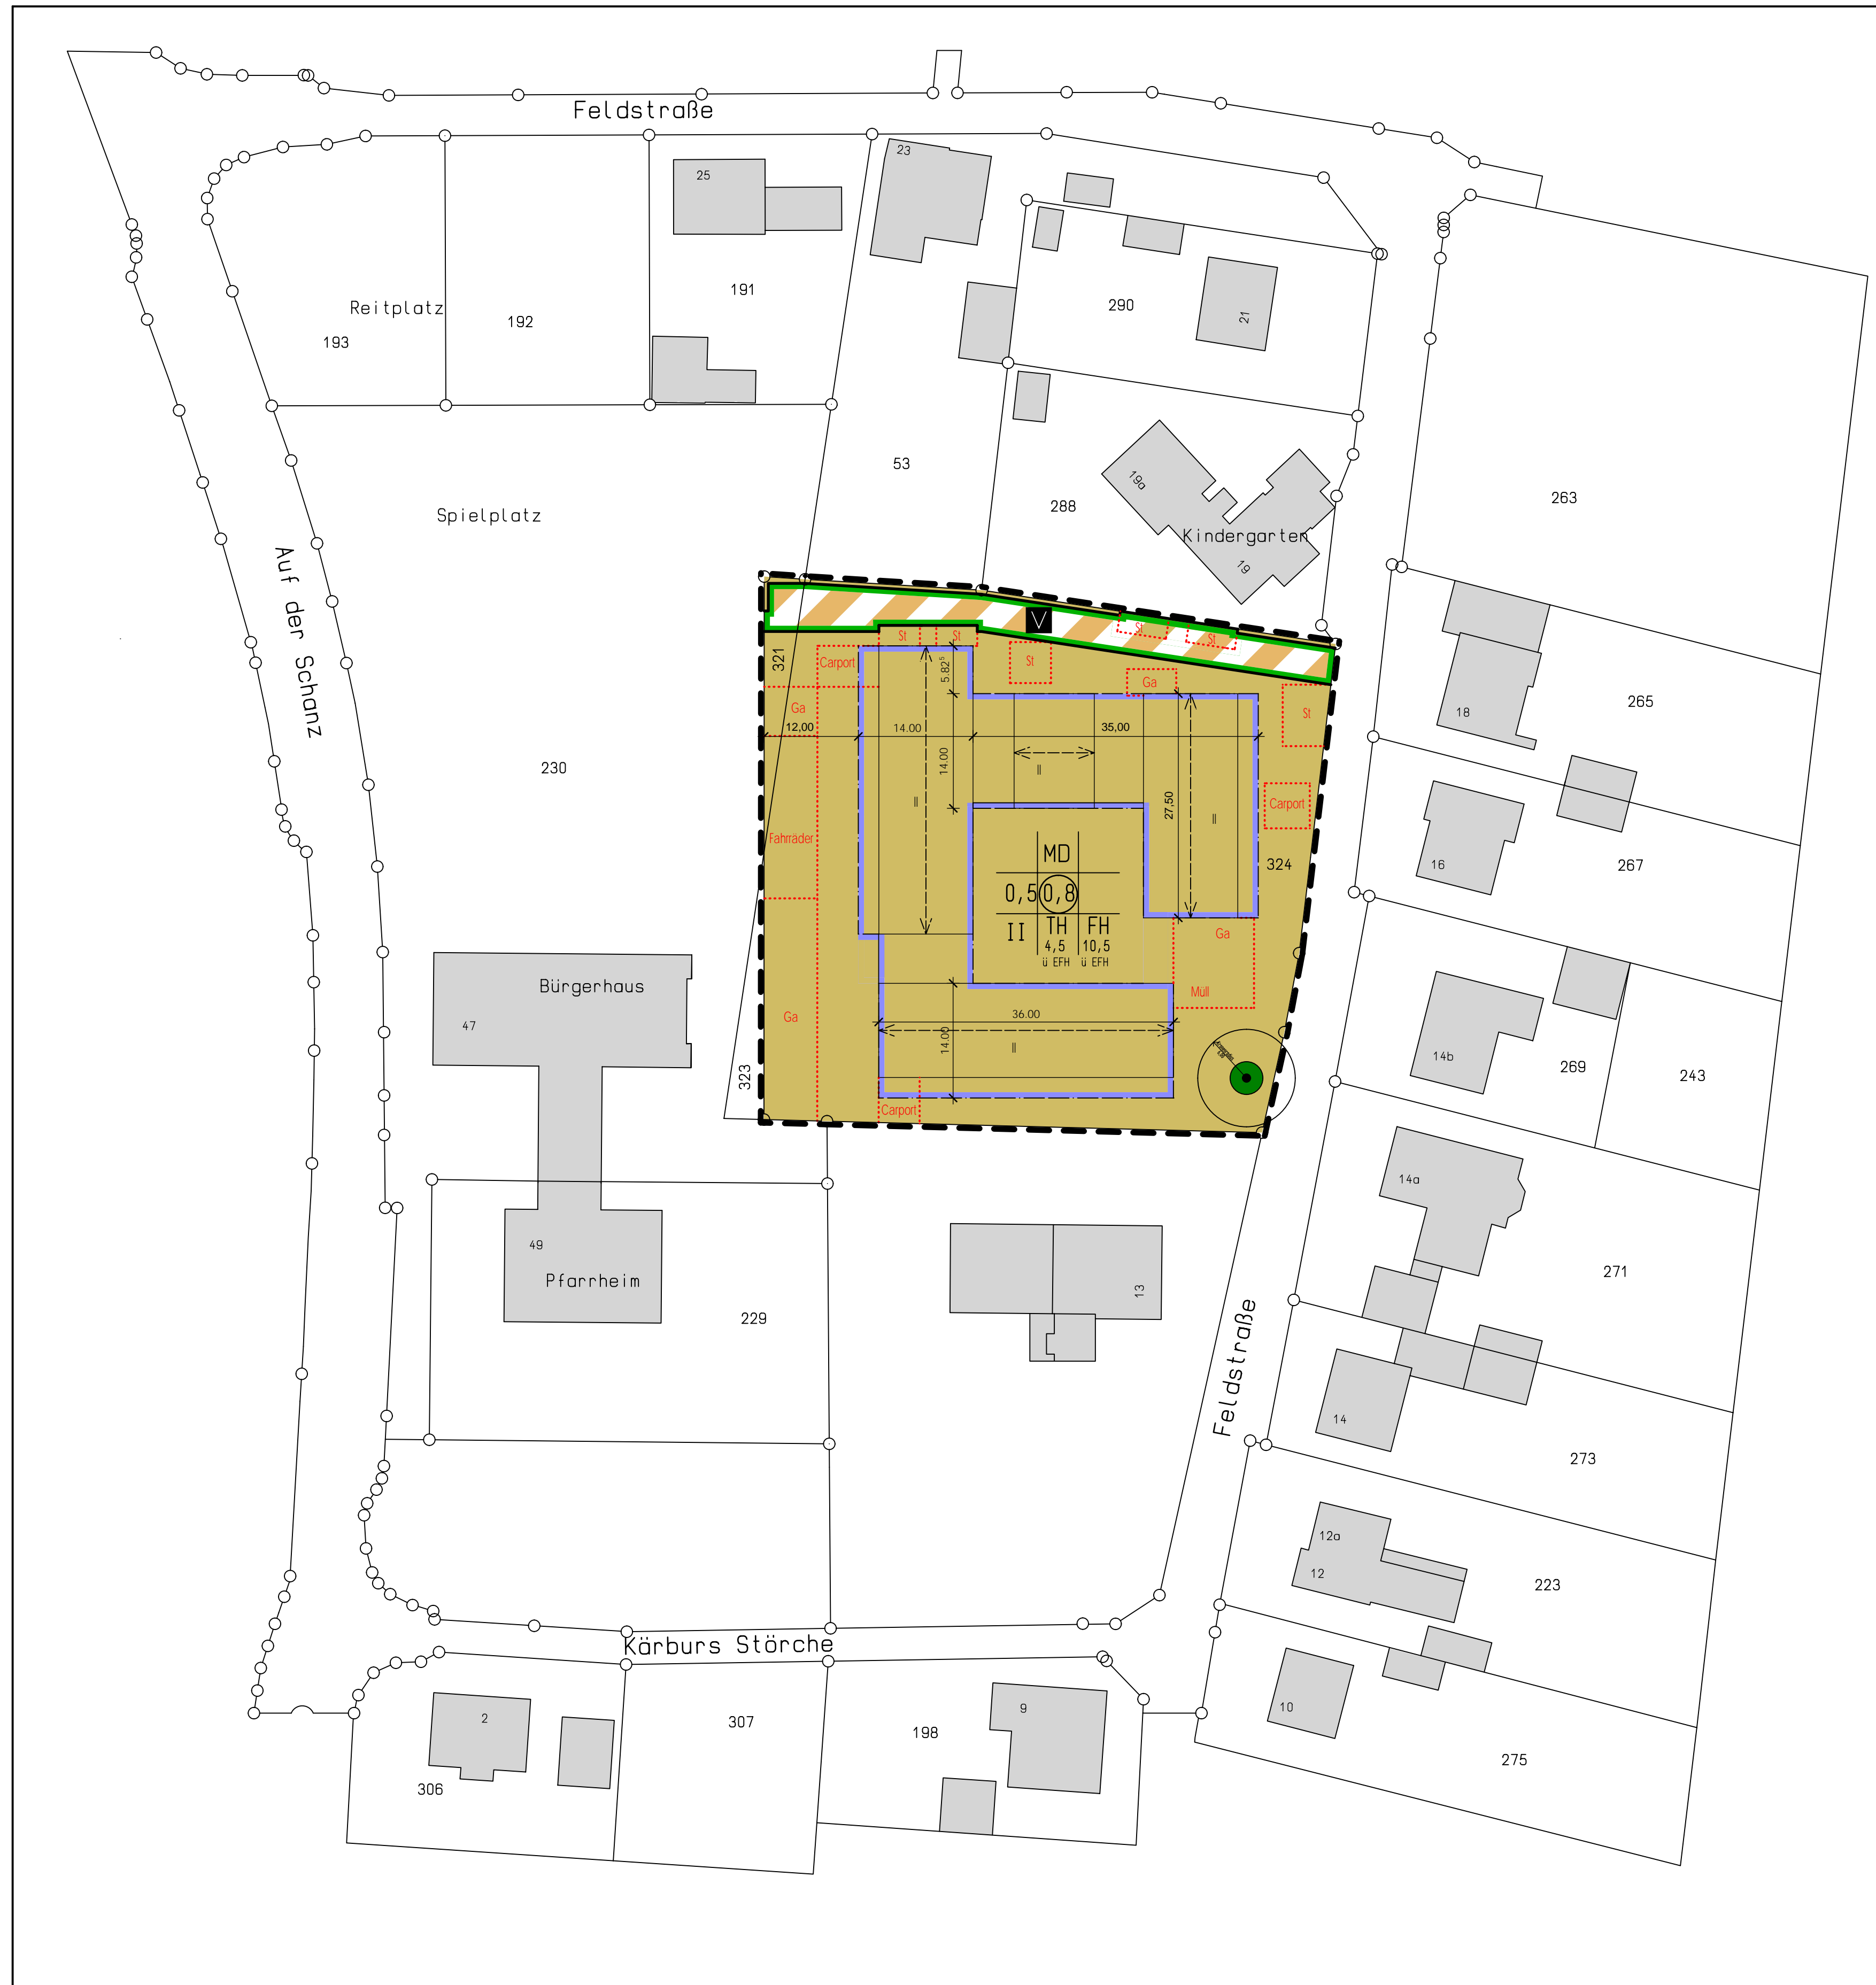 Feldstraße
23
25
191
290
21
Reitplatz
192
193
53
19a
288
263
Spielplatz
Kindergarten
19
Auf der Schanz
V
St
St
St
St
St
321
Carport
5.82⁵
Ga
265
18
Ga
St
12,00
14.00
35,00
230
14.00
II
II
27,50
II
Carport
Fahrräder
MD
324
16
267
0,5
0,8
II
TH
FH
4,5
10,5
ü EFH
ü EFH
Ga
Bürgerhaus
Müll
47
Ga
36.00
14.00
II
14b
269
243
323
Carport
14a
49
Pfarrheim
271
13
229
Feldstraße
14
273
12a
12
223
Kärburs Störche
10
2
307
198
9
275
306